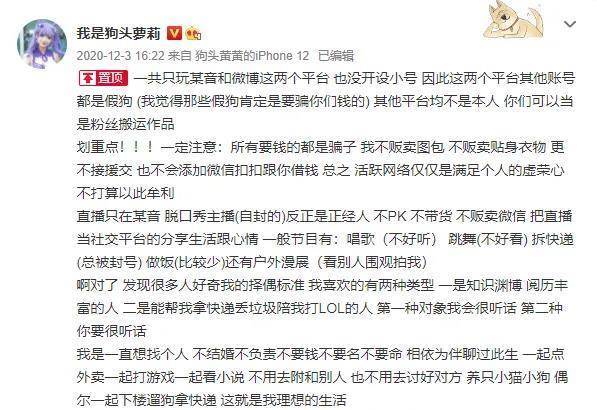 我是狗头萝莉
2020-12-3 16:22 来自 狗头莮莮的iPhone 12 已编辑
置顶 一共只玩某音和微博这两个平台 也没开设小号 因此这两个平台其他账号
都是假狗 (我觉得那些假狗肯定是要骗你们钱的) 其他平台均不是本人 你们可以当
是粉丝搬运作品
划重点！！！一定注意：所有要钱的都是骗子 我不贩卖图包 不贩卖贴身衣物 更
不接援交 也不会添加微信扣扣跟你借钱 总之 活跃网络仅仅是满足个人的虚荣心
不打算以此牟利
直播只在某音 脱口秀主播(自封的)反正是正经人 不PK 不带货 不贩卖微信 把直播
当社交平台的分享生活跟心情 一般节目有：唱歌（不好听） 跳舞(不好看) 拆快递
(总被封号) 做饭(比较少)还有户外漫展（看别人围观拍我）
啊对了 发现很多人好奇我的择偶标准 我喜欢的有两种类型 一是知识渊博 阅历丰
富的人 二是能帮我拿快递丢垃圾陪我打LOL的人 第一种对象我会很听话 第二种
你要很听话
我是一直想找个人 不结婚不负责不要钱不要名不要命 相依为伴聊过此生 一起点
外卖一起打游戏一起看小说 不用去附和别人 也不用去讨好对方 养只小猫小狗 偶
尔一起下楼遛狗拿快递 这就是我理想的生活